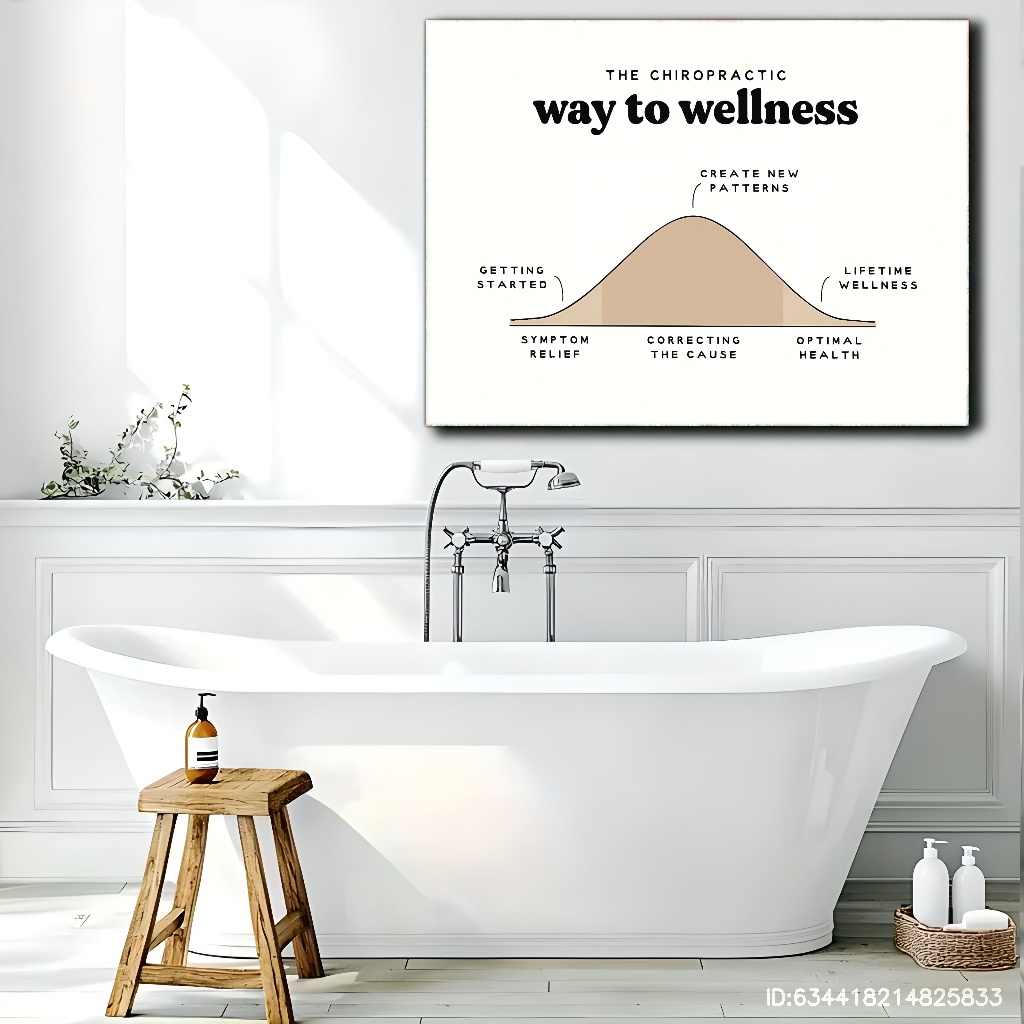 THE CHIROPRACTIC
way to wellness
CREATE NEW
PATTERNS
GETTING
STARTED
LIFETIME
WELLNESS
SYMPTOM
RELIEF
CORRECTING
THE CAUSE
OPTIMAL
HEALTH
ID:634418214825833